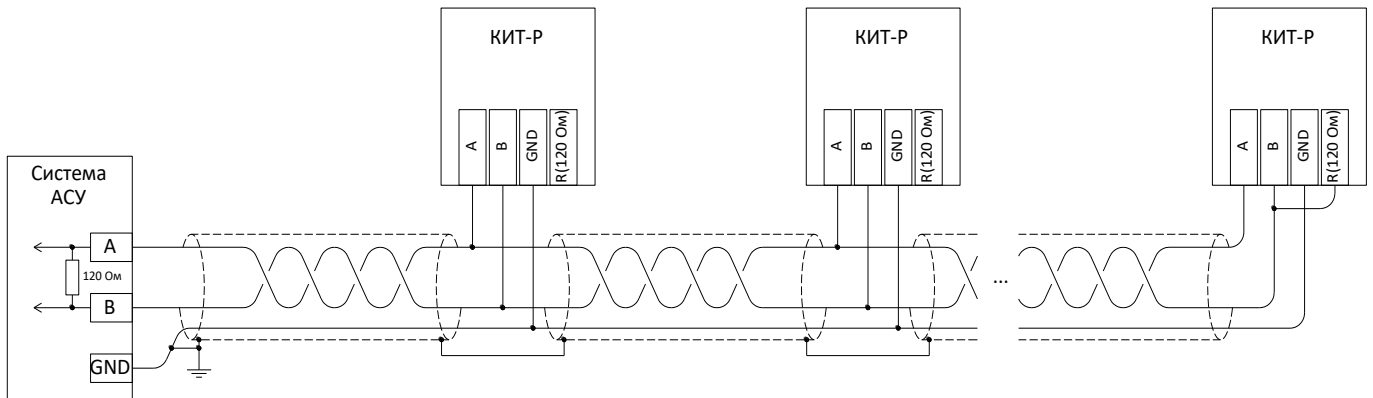 КИТ-Р
КИТ-Р
КИТ-Р
A
B
GND
R(120 Ом)
A
B
GND
R(120 Ом)
A
B
GND
R(120 Ом)
Система
АСУ
A
120 Ом
B
...
GND